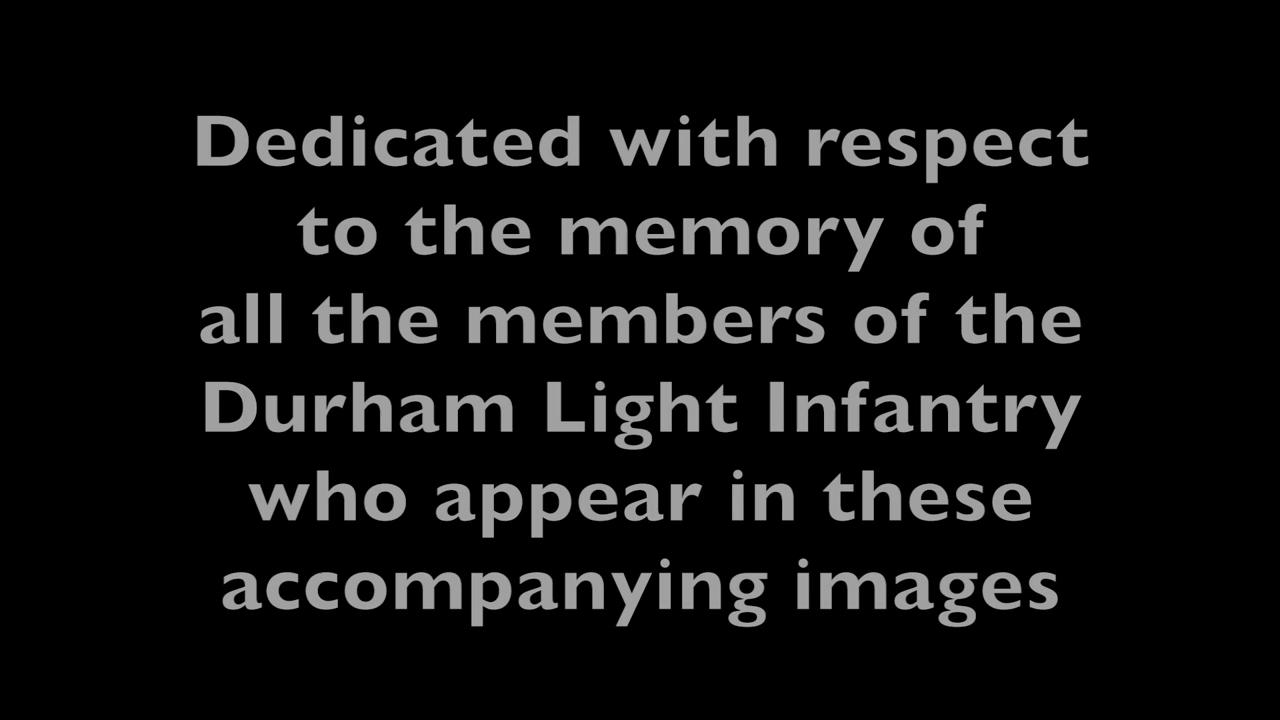 Dedicated with respect
to the memory of
all the members of the
Durham Light Infantry
who appear in these
accompanying images